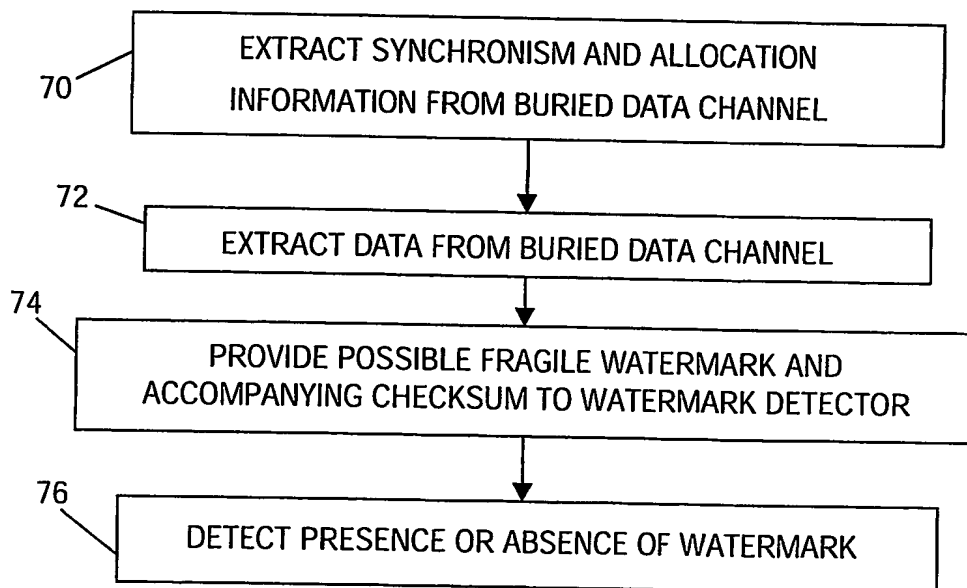 70
EXTRACT SYNCHRONISM AND ALLOCATION
INFORMATION FROM BURIED DATA CHANNEL
72
EXTRACT DATA FROM BURIED DATA CHANNEL
74
PROVIDE POSSIBLE FRAGILE WATERMARK AND
ACCOMPANYING CHECKSUM TO WATERMARK DETECTOR
76
DETECT PRESENCE OR ABSENCE OF WATERMARK